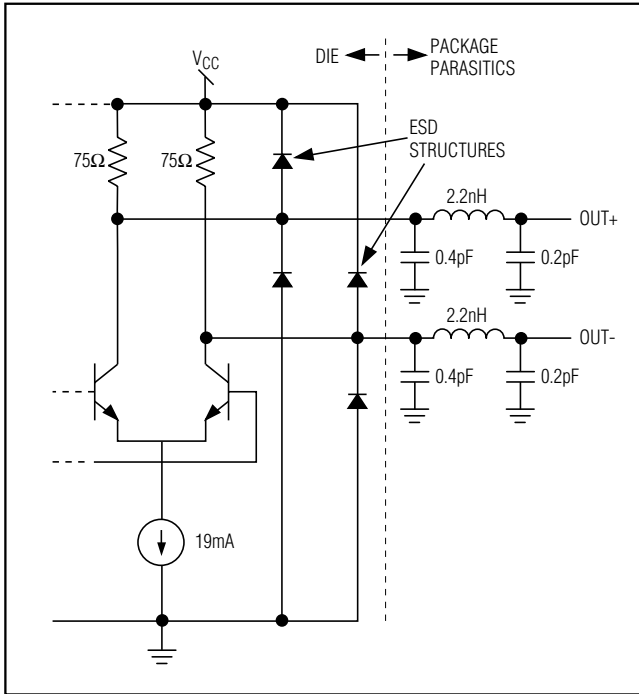 VCC
DIE
PACKAGE
PARASITICS
ESD
STRUCTURES
75Ω
75Ω
2.2nH
OUT+
0.4pF
0.2pF
2.2nH
OUT-
0.4pF
0.2pF
19mA